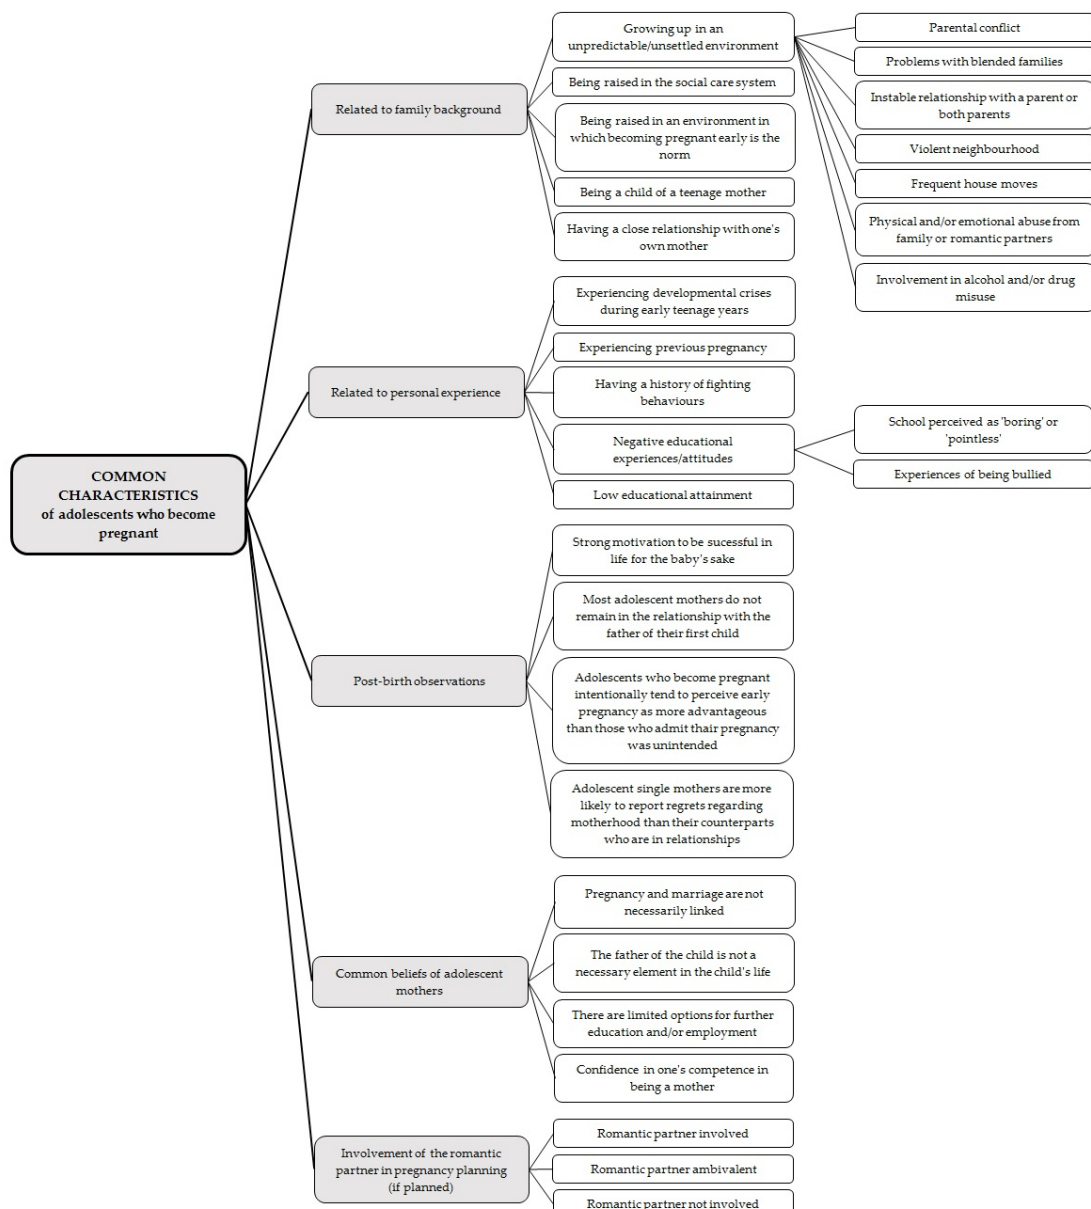 COMMON
CHARACTERISTICS
of adolescents who become
pregnant
Related to family background
Growing up in an
unpredictable/unsettled environment
Parental conflict
Problems with blended families
Instable relationship with a parent or
both parents
Violent neighbourhood
Frequent house moves
Physical and/or emotional abuse from
family or romantic partners
Involvement in alcohol and/or drug
misuse
Being raised in the social care system
Being raised in an environment in
which becoming pregnant early is the
norm
Being a child of a teenage mother
Having a close relationship with one's
own mother
Related to personal experience
Experiencing developmental crises
during early teenage years
Experiencing previous pregnancy
Having a history of fighting
behaviours
Negative educational
experiences/attitudes
School perceived as 'boring' or
'pointless'
Experiences of being bullied
Low educational attainment
Post-birth observations
Strong motivation to be sucessful in
life for the baby's sake
Most adolescent mothers do not
remain in the relationship with the
father of their first child
Adolescents who become pregnant
intentionally tend to perceive early
pregnancy as more advantageous
than those who admit thair pregnancy
was unintended
Adolescent single mothers are more
likely to report regrets regarding
motherhood than their counterparts
who are in relationships
Common beliefs of adolescent
mothers
Pregnancy and marriage are not
necessarily linked
The father of the child is not a
necessary element in the child's life
There are limited options for further
education and/or employment
Confidence in one's competence in
being a mother
Involvement of the romantic
partner in pregnancy planning
(if planned)
Romantic partner involved
Romantic partner ambivalent
Romantic partner not involved